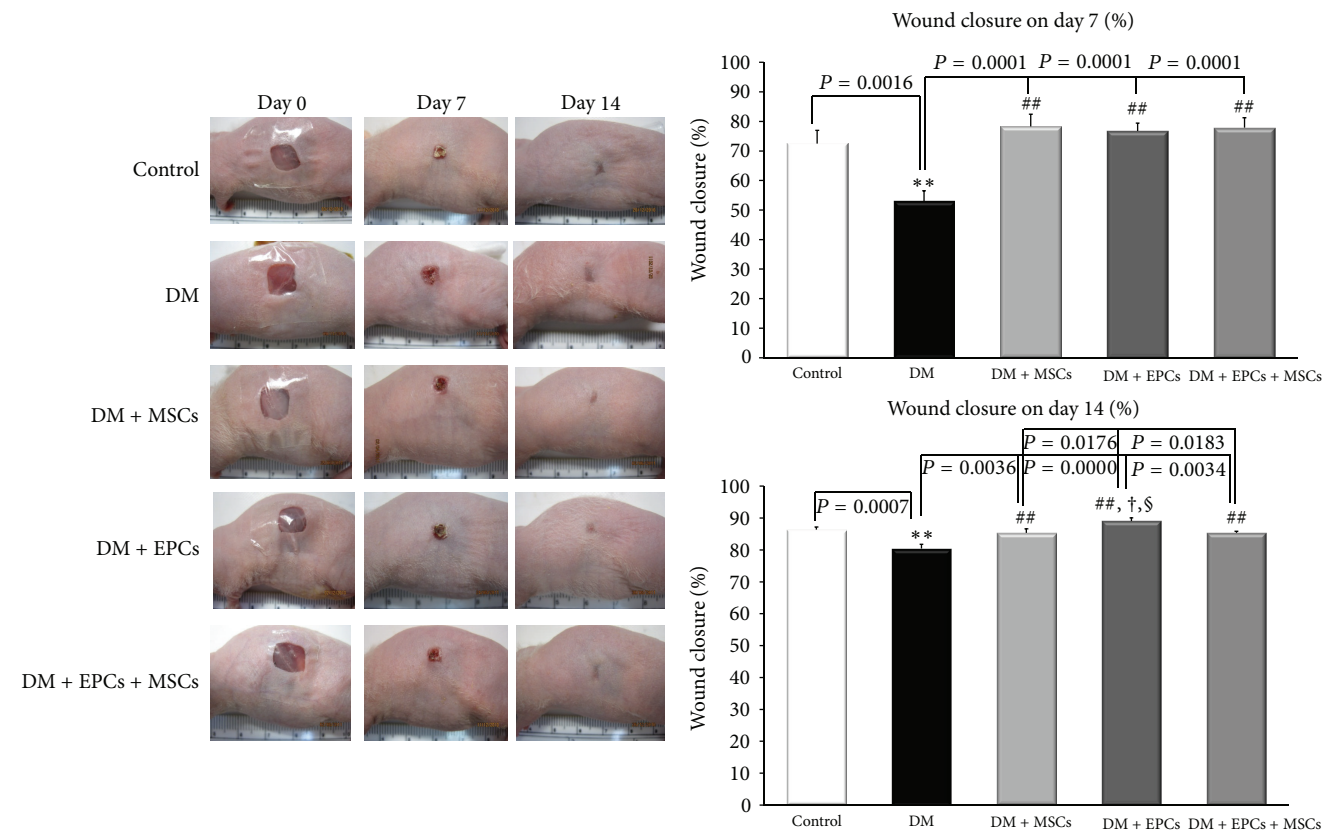 Day 0 Day 7 Day 14
Control
DM
DM + MSCs
DM + EPCs
DM + EPCs + MSCs
Wound closure on day 7 (%)
P = 0.0016
P = 0.0001 P = 0.0001 P = 0.0001
** ## ## ##
Wound closure (%)
100
90
80
70
60
50
40
30
20
10
0
Control DM DM + MSCs DM + EPCs DM + EPCs + MSCs
Wound closure on day 14 (%)
P = 0.0176 P = 0.0183
P = 0.0036 P = 0.0000 P = 0.0034
P = 0.0007
** ## ##, †,§ ##
Wound closure (%)
100
90
80
70
60
50
40
30
20
10
0
Control DM DM + MSCs DM + EPCs DM + EPCs + MSCs